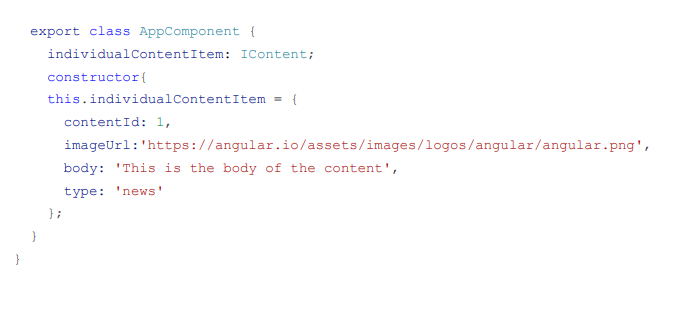 export class AppComponent {
individualContentItem: IContent;
constructor{
this.individualContentItem = {
contentId: 1,
imageUrl:'https://angular.io/assets/images/logos/angular/angular.png',
body: 'This is the body of the content',
type: 'news'
};
}
}